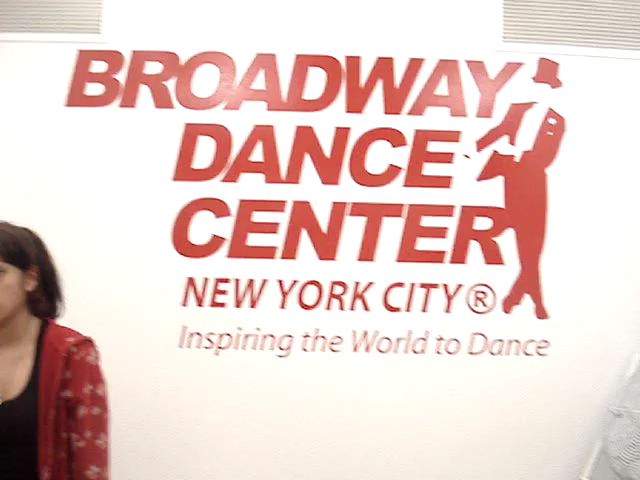 BROADWAY
DANCE
CENTER
NEW YORK CITY®
Inspiring the World to Dance